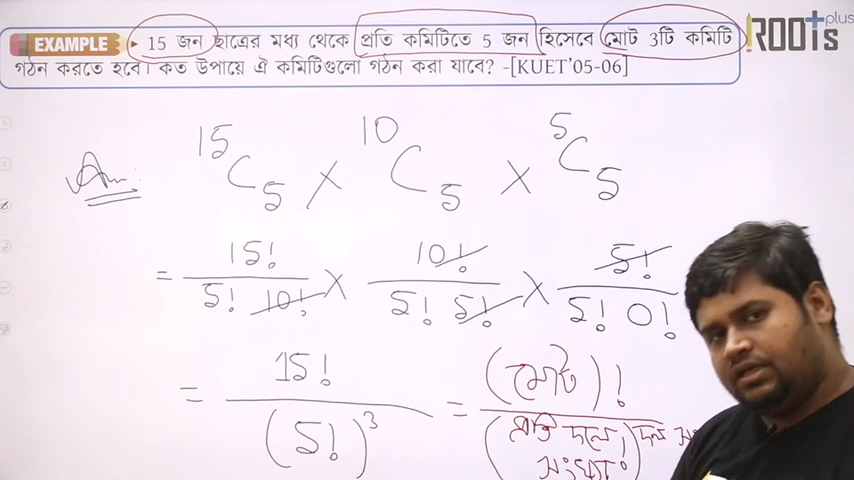 EXAMPLE ▸ 15 জন ছাত্রের মধ্য থেকে প্রতি কমিটিতে 5 জন হিসেবে মোট 3টি কমিটি
গঠন করতে হবে। কত উপায়ে ঐ কমিটিগুলো গঠন করা যাবে? -[KUET'05-06]
ROOTs plus
Ans: ¹⁵C₅ × ¹⁰C₅ × ⁵C₅
= 15!/(5! 10!) × 10!/(5! 5!) × 5!/(5! 0!)
= 15!/(5!)³ = (মোট)!
(প্রতি দলে
সংখ্যা)
দল